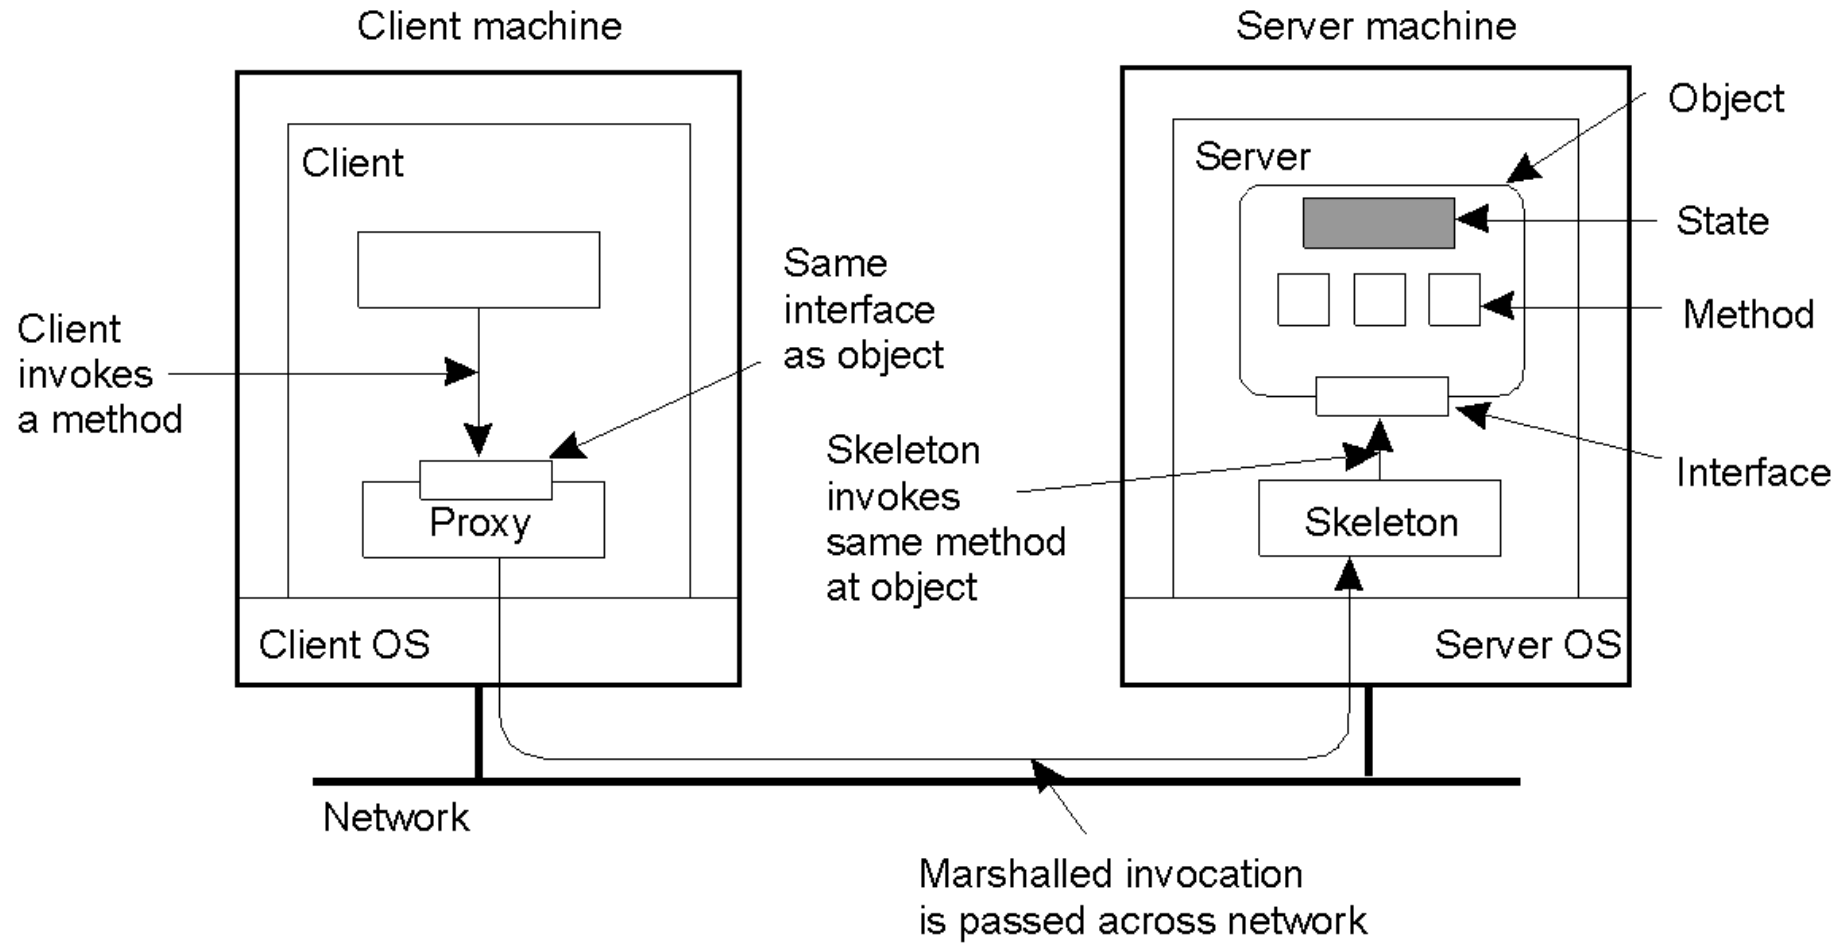 Client machine
Server machine
Object
Client
Server
State
Same
interface
as object
Method
Client
invokes
a method
Skeleton
invokes
same method
at object
Interface
Proxy
Skeleton
Client OS
Server OS
Network
Marshalled invocation
is passed across network